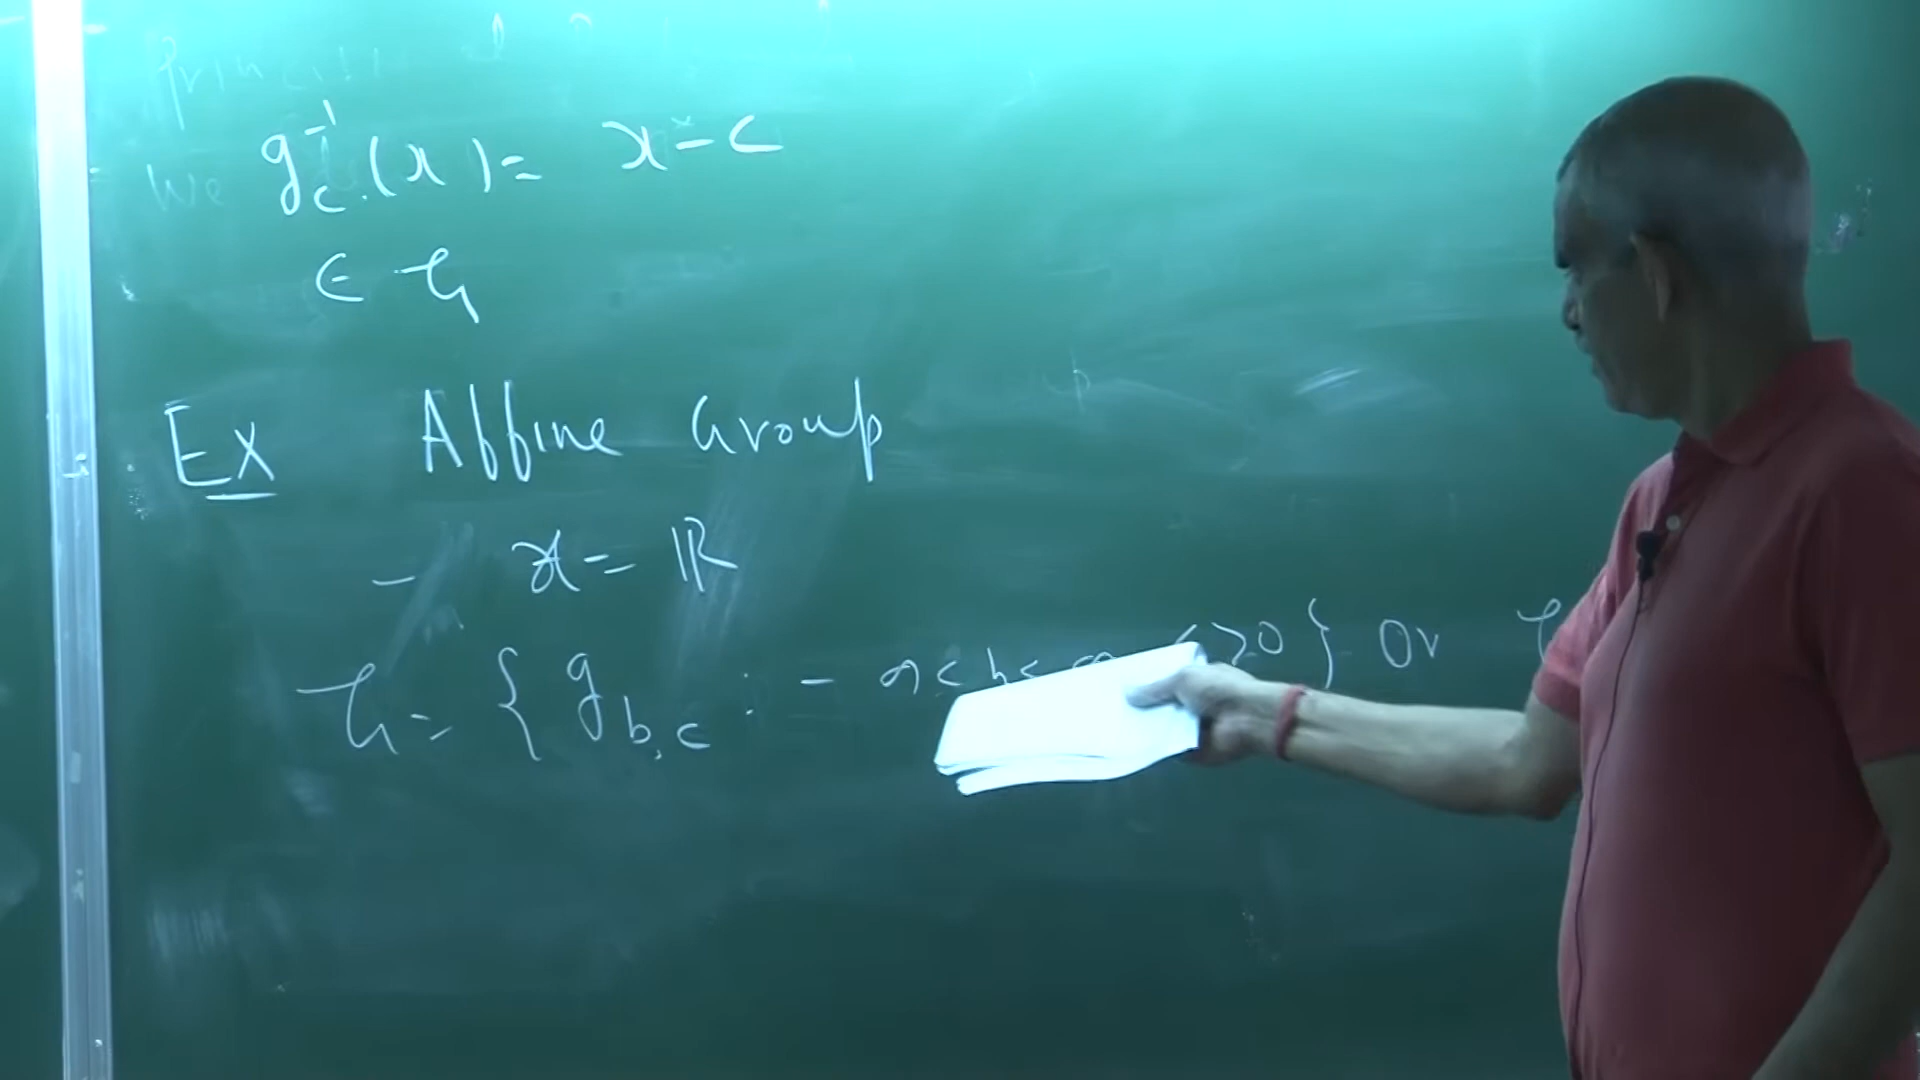 g_c^{-1}(x) = x - c
∈ G
Ex Affine Group
- 𝒳 = ℝ
G = { g_{b,c} : - ∞ < b < ∞ c > 0 } or G